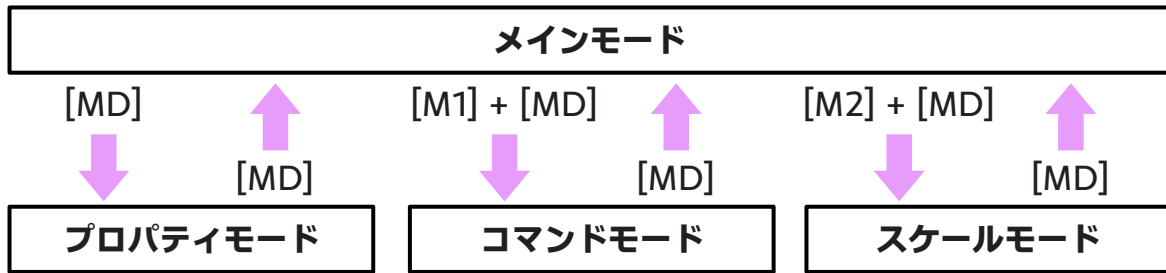 メインモード
[MD]
[M1] + [MD]
[M2] + [MD]
[MD]
[MD]
[MD]
プロパティモード
コマンドモード
スケールモード